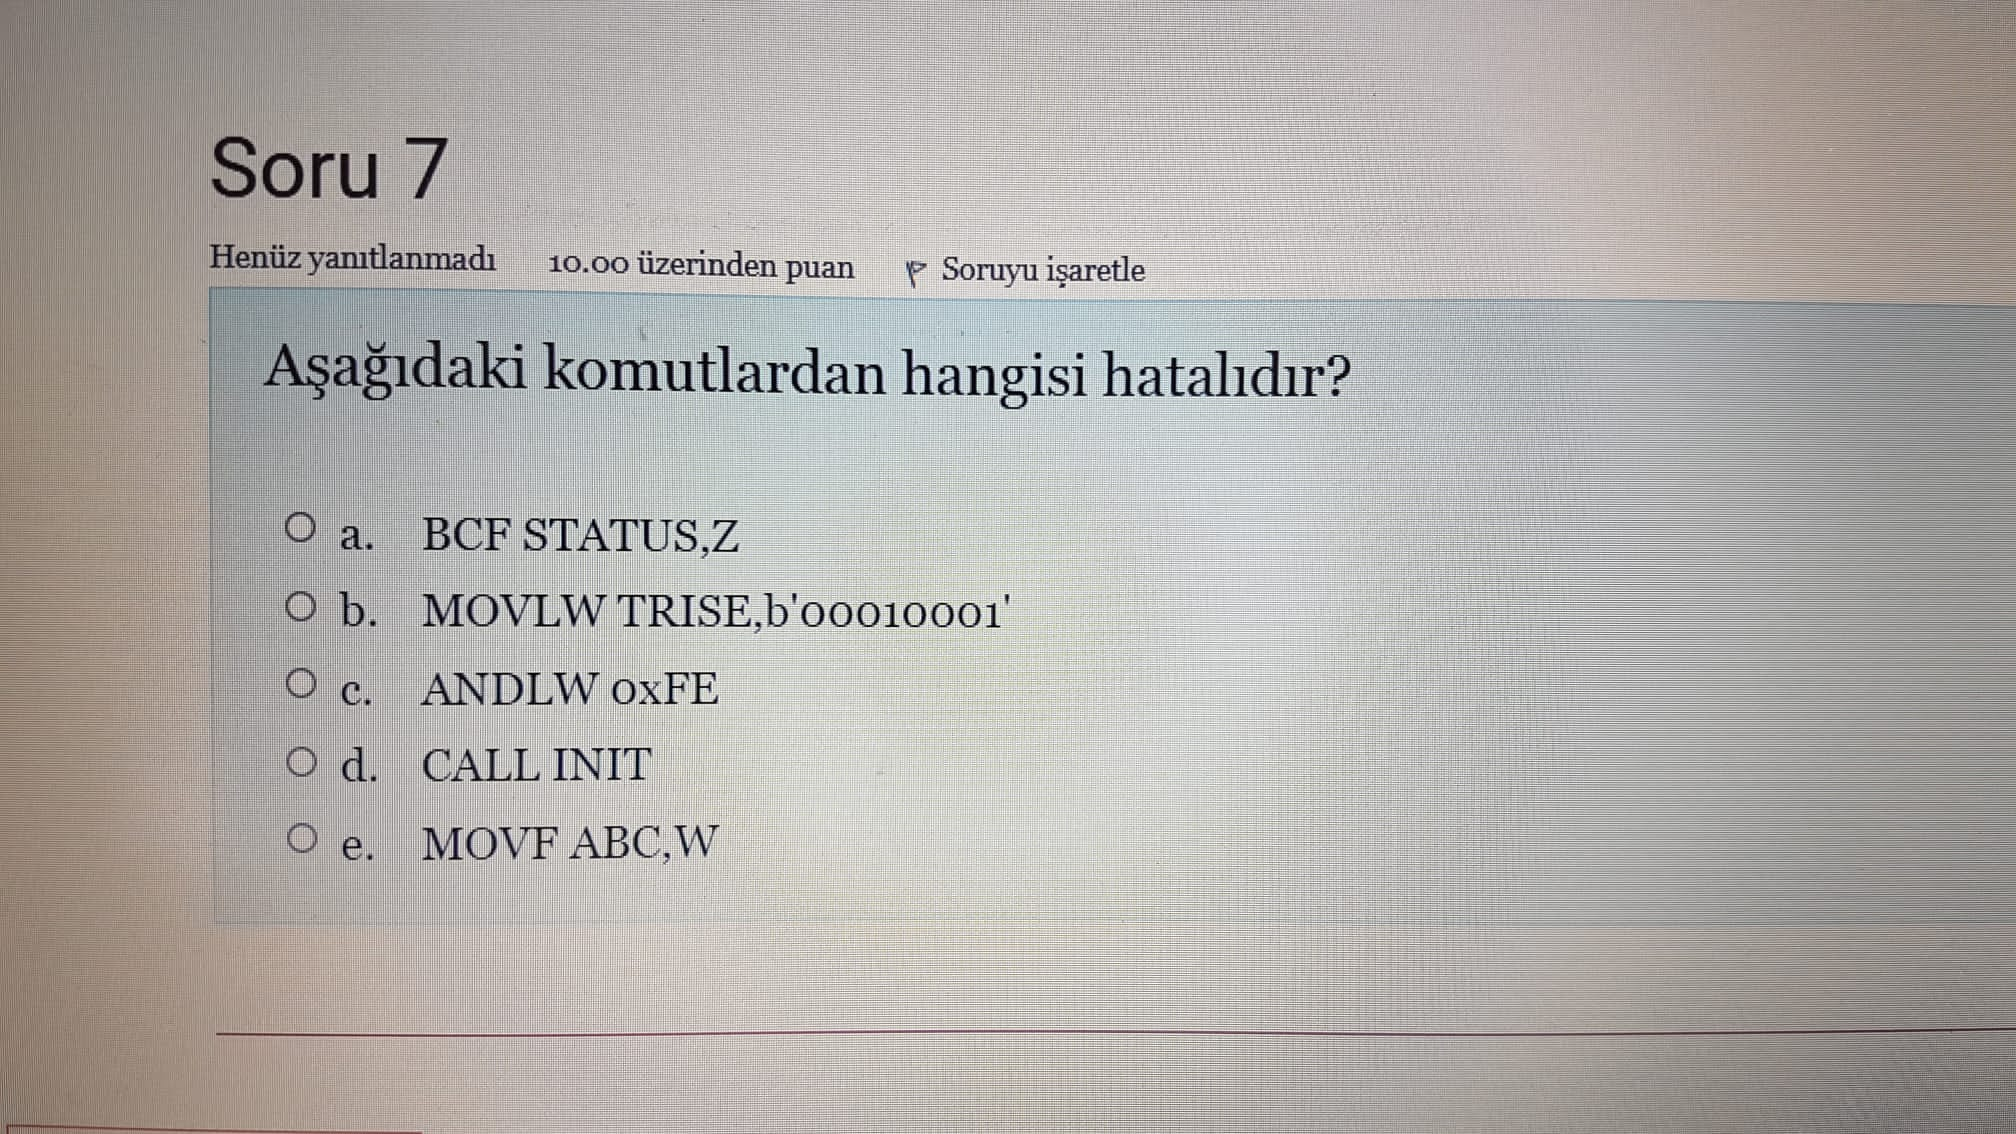 Soru 7
Henüz yanıtlanmadı 10.00 üzerinden puan Soruyu işaretle
Aşağıdaki komutlardan hangisi hatalıdır?
a. BCF STATUS,Z
b. MOVLW TRISE,b'00010001'
c. ANDLW 0xFE
d. CALL INIT
e. MOVF ABC,W